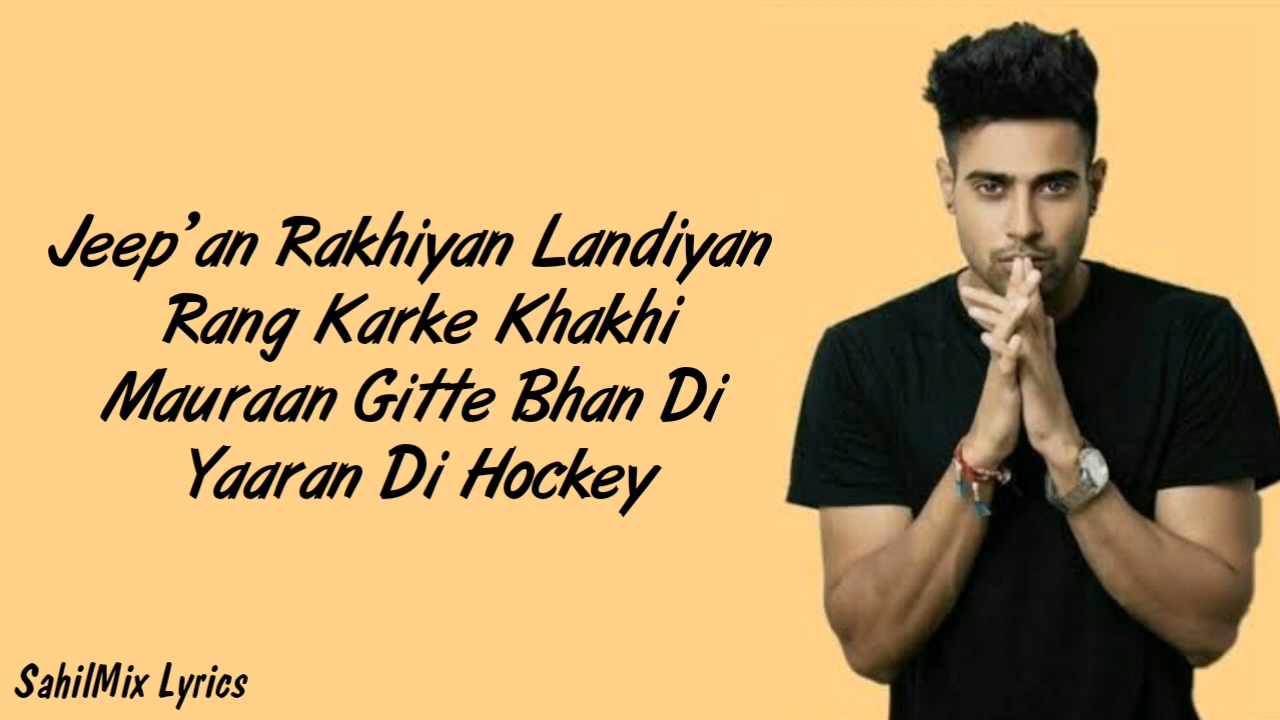 Jeep'an Rakhiyan Landiyan
Rang Karke Khakhi
Mauraan Gitte Bhan Di
Yaaran Di Hockey
SahilMix Lyrics